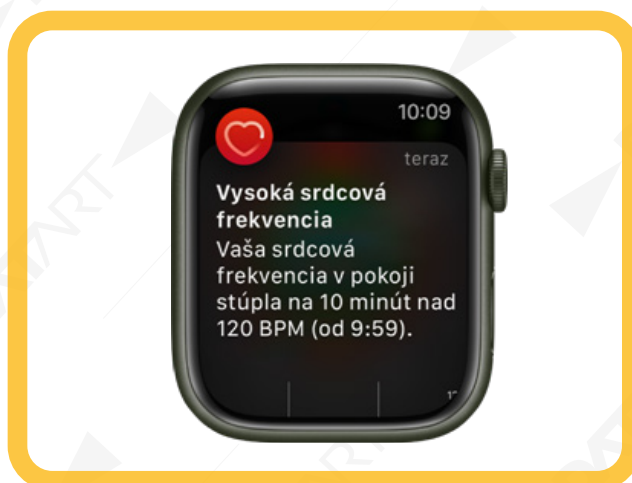 10:09
teraz
Vysoká srdcová
frekvencia
Vaša srdcová
frekvencia v pokoji
stúpla na 10 minút nad
120 BPM (od 9:59).